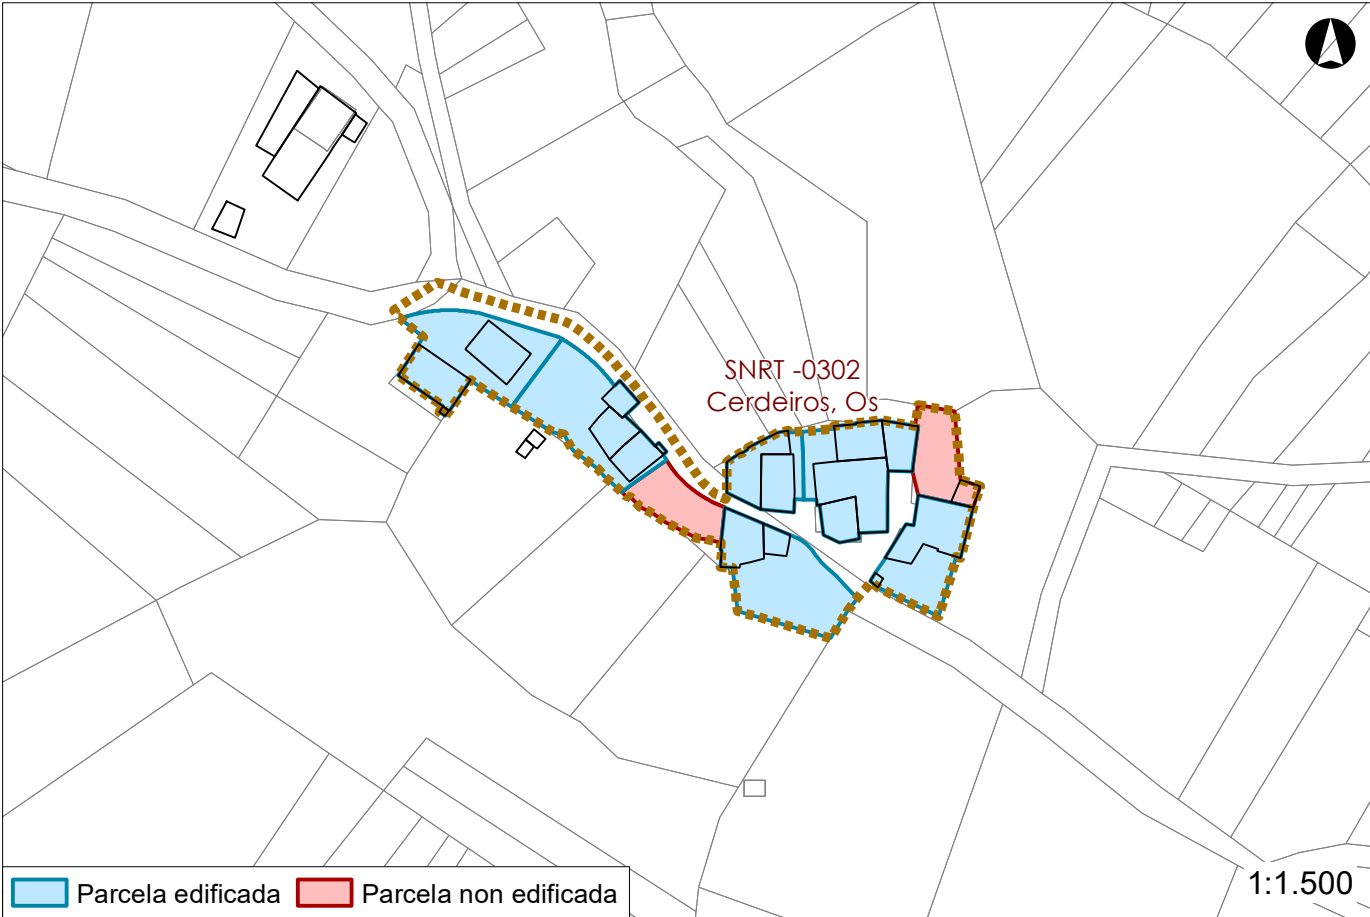 SNRT -0302
Cerdeiros, Os
Parcela edificada
Parcela non edificada
1:1.500